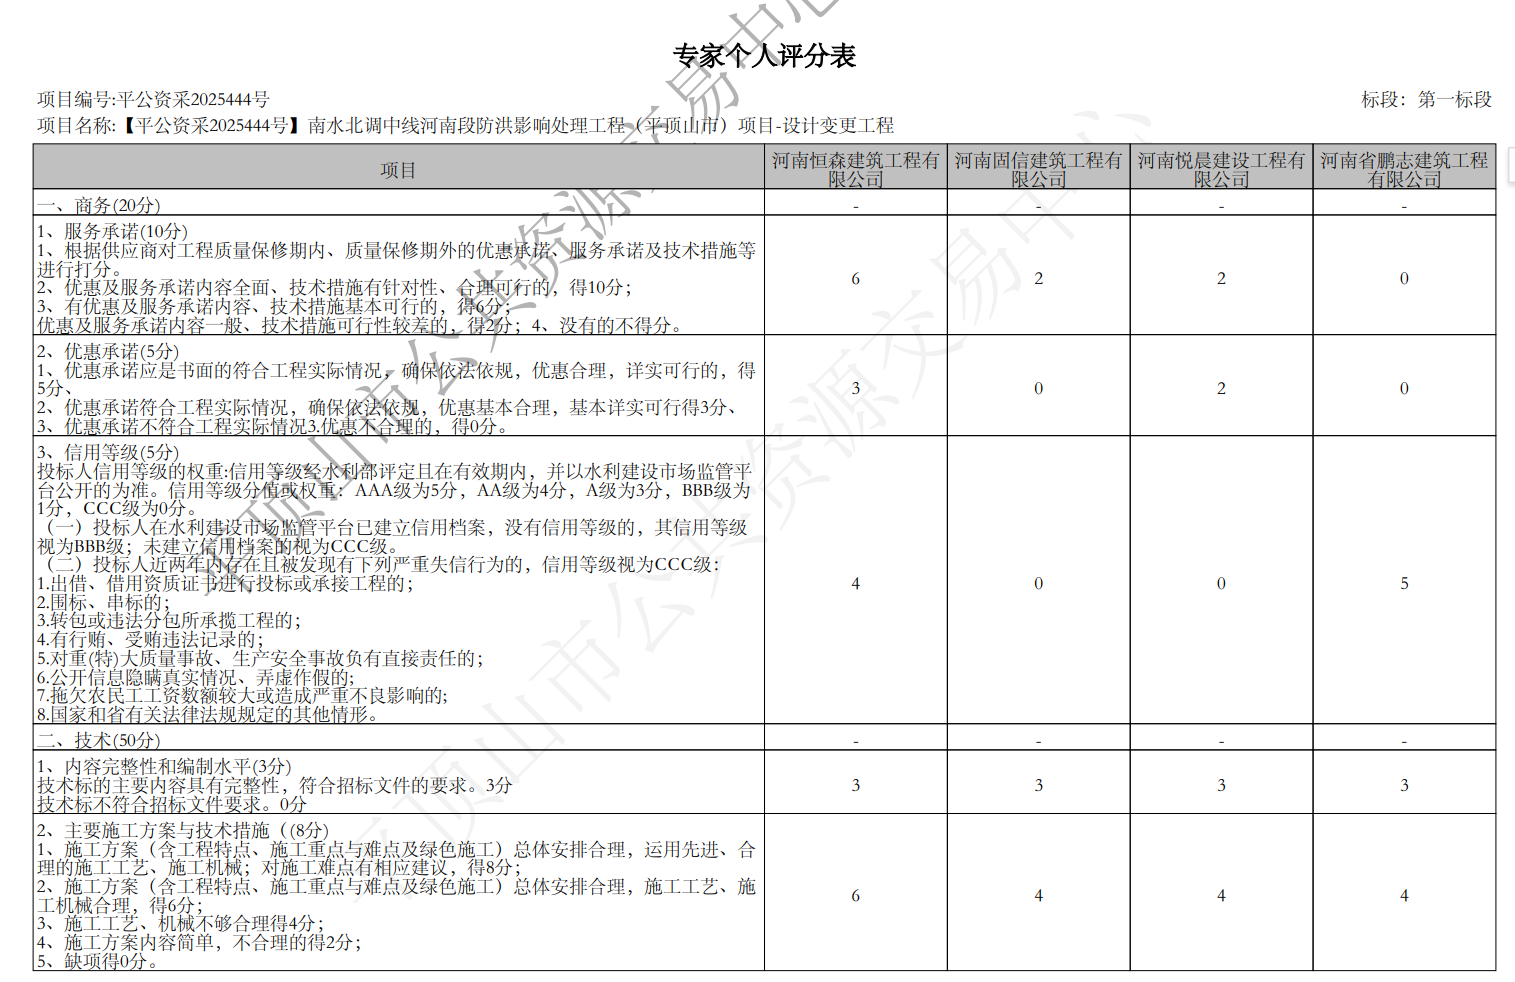 专家个人评分表
项目编号:平公资采2025444号
标段：第一标段
项目名称:【平公资采2025444号】南水北调中线河南段防洪影响处理工程（平顶山市）项目-设计变更工程
项目
河南恒森建筑工程有
限公司
河南固信建筑工程有
限公司
河南悦晨建设工程有
限公司
河南省鹏志建筑工程
有限公司
一、商务(20分)
-
-
-
-
1、服务承诺(10分)
1、根据供应商对工程质量保修期内、质量保修期外的优惠承诺、服务承诺及技术措施等
进行打分。
2、优惠及服务承诺内容全面、技术措施有针对性、合理可行的，得10分；
3、有优惠及服务承诺内容、技术措施基本可行的，得6分；
优惠及服务承诺内容一般、技术措施可行性较差的，得2分；4、没有的不得分。
6
2
2
0
2、优惠承诺(5分)
1、优惠承诺应是书面的符合工程实际情况，确保依法依规，优惠合理，详实可行的，得
5分、
2、优惠承诺符合工程实际情况，确保依法依规，优惠基本合理，基本详实可行得3分、
3、优惠承诺不符合工程实际情况3.优惠不合理的，得0分。
3
0
2
0
3、信用等级(5分)
投标人信用等级的权重:信用等级经水利部评定且在有效期内，并以水利建设市场监管平
台公开的为准。信用等级分值或权重：AAA级为5分，AA级为4分，A级为3分，BBB级为
1分，CCC级为0分。
（一）投标人在水利建设市场监管平台已建立信用档案，没有信用等级的，其信用等级
视为BBB级；未建立信用档案的视为CCC级。
（二）投标人近两年内存在且被发现有下列严重失信行为的，信用等级视为CCC级：
1.出借、借用资质证书进行投标或承接工程的；
2.围标、串标的；
3.转包或违法分包所承揽工程的；
4.有行贿、受贿违法记录的；
5.对重(特)大质量事故、生产安全事故负有直接责任的；
6.公开信息隐瞒真实情况、弄虚作假的；
7.拖欠农民工工资数额较大或造成严重不良影响的;
8.国家和省有关法律法规规定的其他情形。
4
0
0
5
二、技术(50分)
-
-
-
-
1、内容完整性和编制水平(3分)
技术标的主要内容具有完整性，符合招标文件的要求。3分
技术标不符合招标文件要求。0分
3
3
3
3
2、主要施工方案与技术措施（(8分)
1、施工方案（含工程特点、施工重点与难点及绿色施工）总体安排合理，运用先进、合
理的施工工艺、施工机械；对施工难点有相应建议，得8分；
2、施工方案（含工程特点、施工重点与难点及绿色施工）总体安排合理，施工工艺、施
工机械合理，得6分；
3、施工工艺、机械不够合理得4分；
4、施工方案内容简单，不合理的得2分；
5、缺项得0分。
6
4
4
4
平顶山市公共资源交易中心
平顶山市公共资源交易中心